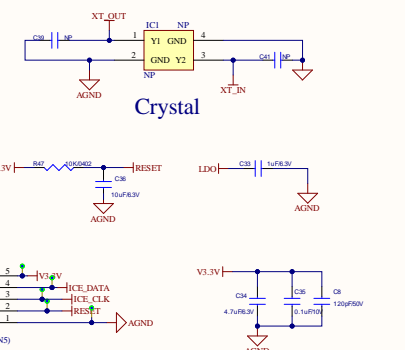 XT_OUT
IC1 NP
C39 NP
1 Y1 GND 4
2 GND Y2 3
C41 NP
NP
AGND
XT_IN
Crystal
.3V R47 10K/0402 RESET
C36
10uF/6.3V
AGND
LDO C33 1uF/6.3V
AGND
5 V3.3V
4 ICE_DATA
3 ICE_CLK
2 RESET
1 AGND
N5)
V3.3V
C34 C35 C8
4.7uF/6.3V 0.1uF/10V 120pF/50V
AGND